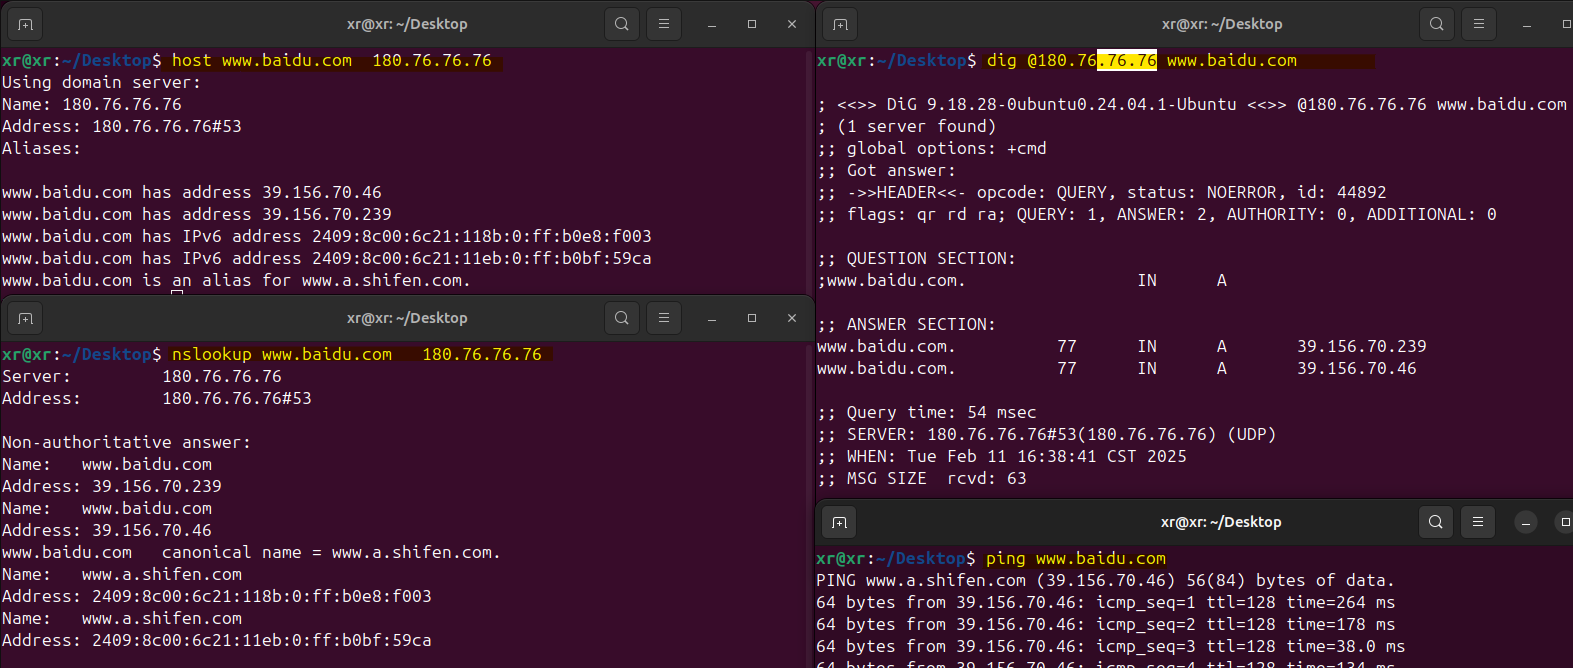 xr@xr: ~/Desktop
xr@xr:~/Desktop$ host www.baidu.com  180.76.76.76
Using domain server:
Name: 180.76.76.76
Address: 180.76.76.76#53
Aliases:
www.baidu.com has address 39.156.70.46
www.baidu.com has address 39.156.70.239
www.baidu.com has IPv6 address 2409:8c00:6c21:118b:0:ff:b0e8:f003
www.baidu.com has IPv6 address 2409:8c00:6c21:11eb:0:ff:b0bf:59ca
www.baidu.com is an alias for www.a.shifen.com.
xr@xr: ~/Desktop
xr@xr:~/Desktop$ nslookup www.baidu.com   180.76.76.76
Server:         180.76.76.76
Address:        180.76.76.76#53
Non-authoritative answer:
Name:   www.baidu.com
Address: 39.156.70.239
Name:   www.baidu.com
Address: 39.156.70.46
www.baidu.com   canonical name = www.a.shifen.com.
Name:   www.a.shifen.com
Address: 2409:8c00:6c21:118b:0:ff:b0e8:f003
Name:   www.a.shifen.com
Address: 2409:8c00:6c21:11eb:0:ff:b0bf:59ca
xr@xr: ~/Desktop
xr@xr:~/Desktop$ dig @180.76.76.76 www.baidu.com
; <<>> DiG 9.18.28-0ubuntu0.24.04.1-Ubuntu <<>> @180.76.76.76 www.baidu.com
; (1 server found)
;; global options: +cmd
;; Got answer:
;; ->>HEADER<<- opcode: QUERY, status: NOERROR, id: 44892
;; flags: qr rd ra; QUERY: 1, ANSWER: 2, AUTHORITY: 0, ADDITIONAL: 0
;; QUESTION SECTION:
;www.baidu.com.                 IN      A
;; ANSWER SECTION:
www.baidu.com.          77      IN      A       39.156.70.239
www.baidu.com.          77      IN      A       39.156.70.46
;; Query time: 54 msec
;; SERVER: 180.76.76.76#53(180.76.76.76) (UDP)
;; WHEN: Tue Feb 11 16:38:41 CST 2025
;; MSG SIZE  rcvd: 63
xr@xr: ~/Desktop
xr@xr:~/Desktop$ ping www.baidu.com
PING www.a.shifen.com (39.156.70.46) 56(84) bytes of data.
64 bytes from 39.156.70.46: icmp_seq=1 ttl=128 time=264 ms
64 bytes from 39.156.70.46: icmp_seq=2 ttl=128 time=178 ms
64 bytes from 39.156.70.46: icmp_seq=3 ttl=128 time=38.0 ms
64 bytes from 39.156.70.46: icmp_seq=4 ttl=128 time=134 ms